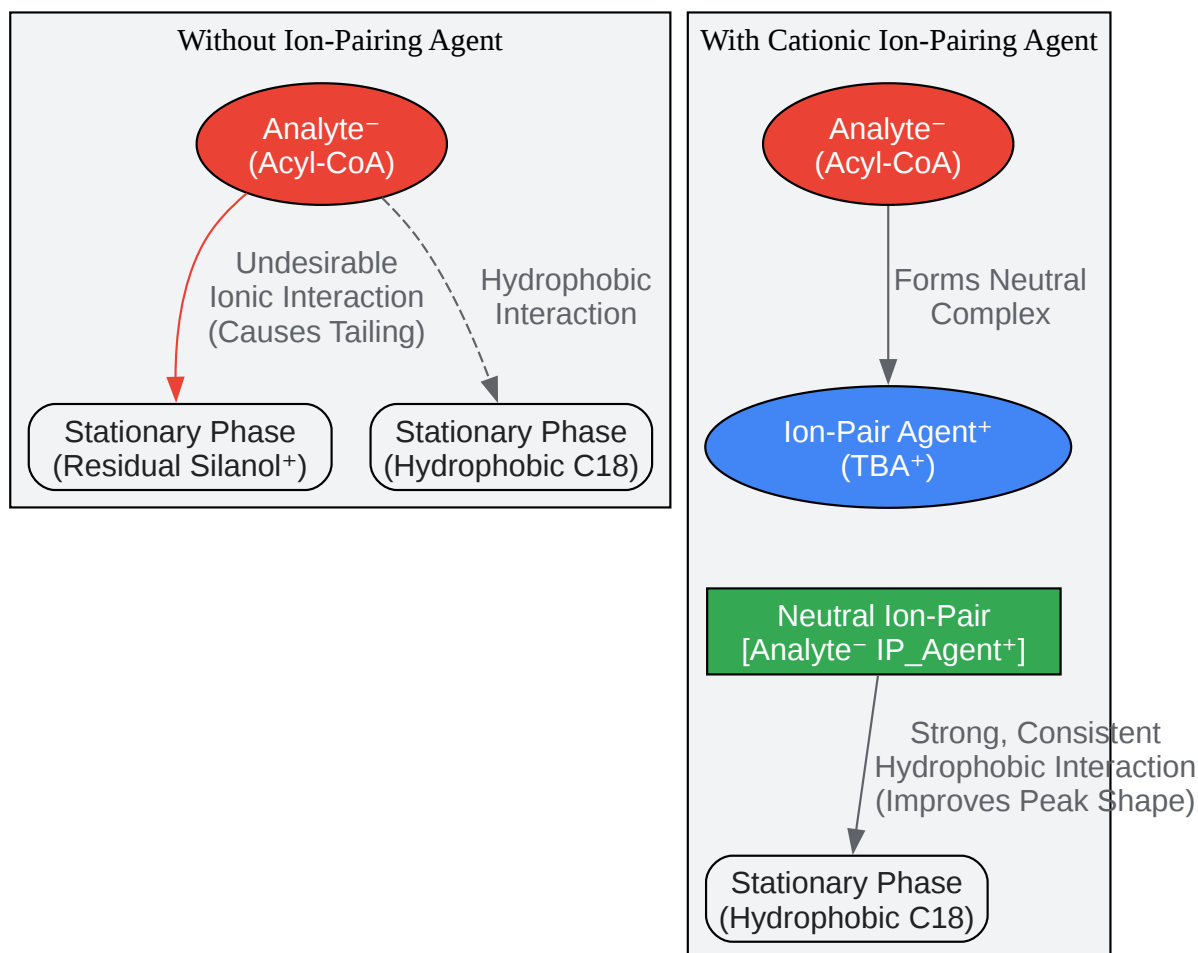 Without Ion-Pairing Agent
Analyte⁻
(Acyl-CoA)
Undesirable
Ionic Interaction
(Causes Tailing)
Hydrophobic
Interaction
Stationary Phase
(Residual Silanol⁺)
Stationary Phase
(Hydrophobic C18)
With Cationic Ion-Pairing Agent
Analyte⁻
(Acyl-CoA)
Forms Neutral
Complex
Ion-Pair Agent⁺
(TBA⁺)
Neutral Ion-Pair
[Analyte⁻ IP_Agent⁺]
Strong, Consistent
Hydrophobic Interaction
(Improves Peak Shape)
Stationary Phase
(Hydrophobic C18)